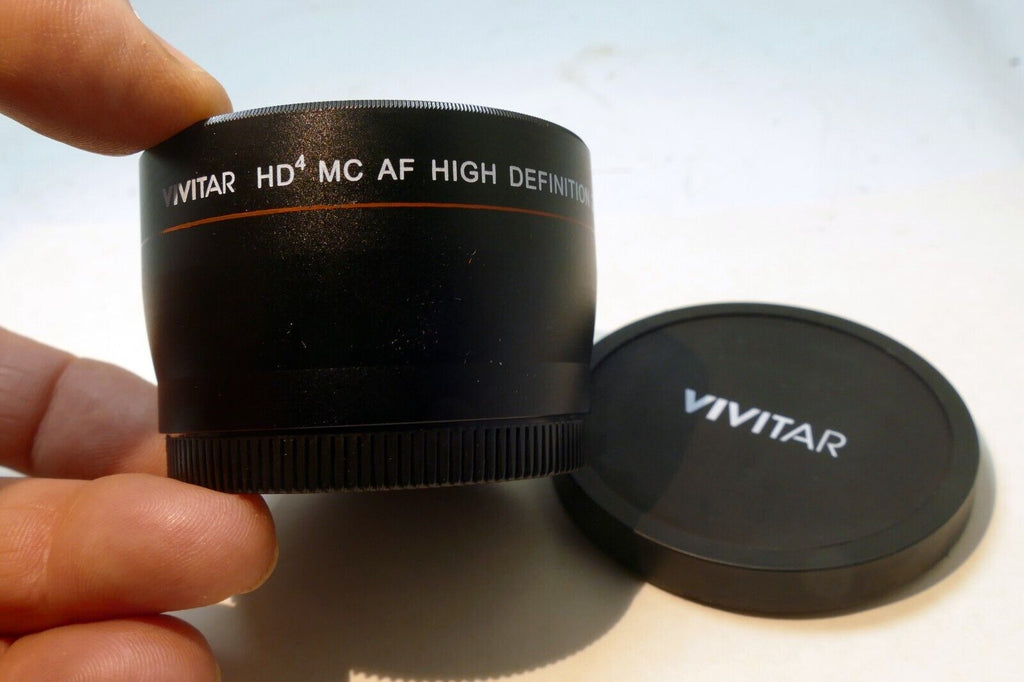 VIVITAR HD⁴ MC AF HIGH DEFINITION
VIVITAR